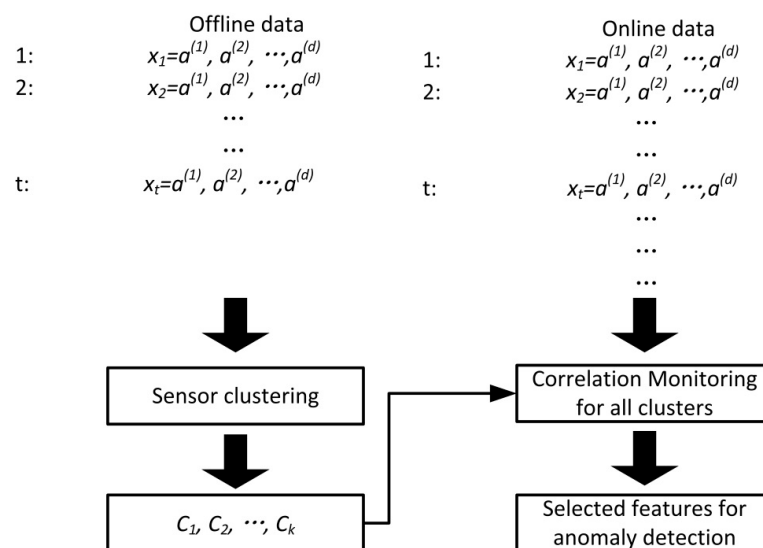 Offline data
1: x₁=a⁽¹⁾, a⁽²⁾, ⋯,a⁽ᵈ⁾
2: x₂=a⁽¹⁾, a⁽²⁾, ⋯,a⁽ᵈ⁾
...
...
t: xₜ=a⁽¹⁾, a⁽²⁾, ⋯,a⁽ᵈ⁾
Sensor clustering
C₁, C₂, ⋯, Cₖ
Online data
1: x₁=a⁽¹⁾, a⁽²⁾, ⋯,a⁽ᵈ⁾
2: x₂=a⁽¹⁾, a⁽²⁾, ⋯,a⁽ᵈ⁾
...
...
t: xₜ=a⁽¹⁾, a⁽²⁾, ⋯,a⁽ᵈ⁾
...
...
...
Correlation Monitoring
for all clusters
Selected features for
anomaly detection